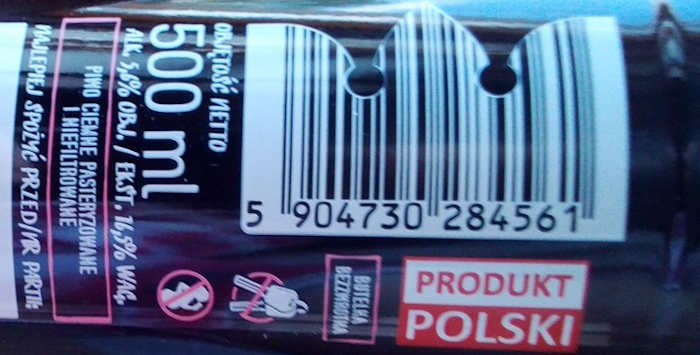 OBJĘTOŚĆ NETTO
500 ml
ALK. 5,6% OBJ. / EKST. 16,5% WAG.
PIWO CIEMNE PASTERYZOWANE
I NIEFILTROWANE
NAJLEPIEJ SPOŻYĆ PRZED/NR PARTII:
5 904730 284561
BUTELKA
BEZZWROTNA
PRODUKT
POLSKI